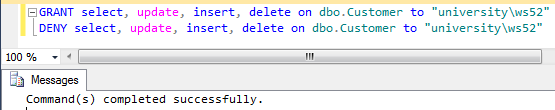 GRANT select, update, insert, delete on dbo.Customer to "university\ws52"
DENY select, update, insert, delete on dbo.Customer to "university\ws52"
100 %
Messages
Command(s) completed successfully.